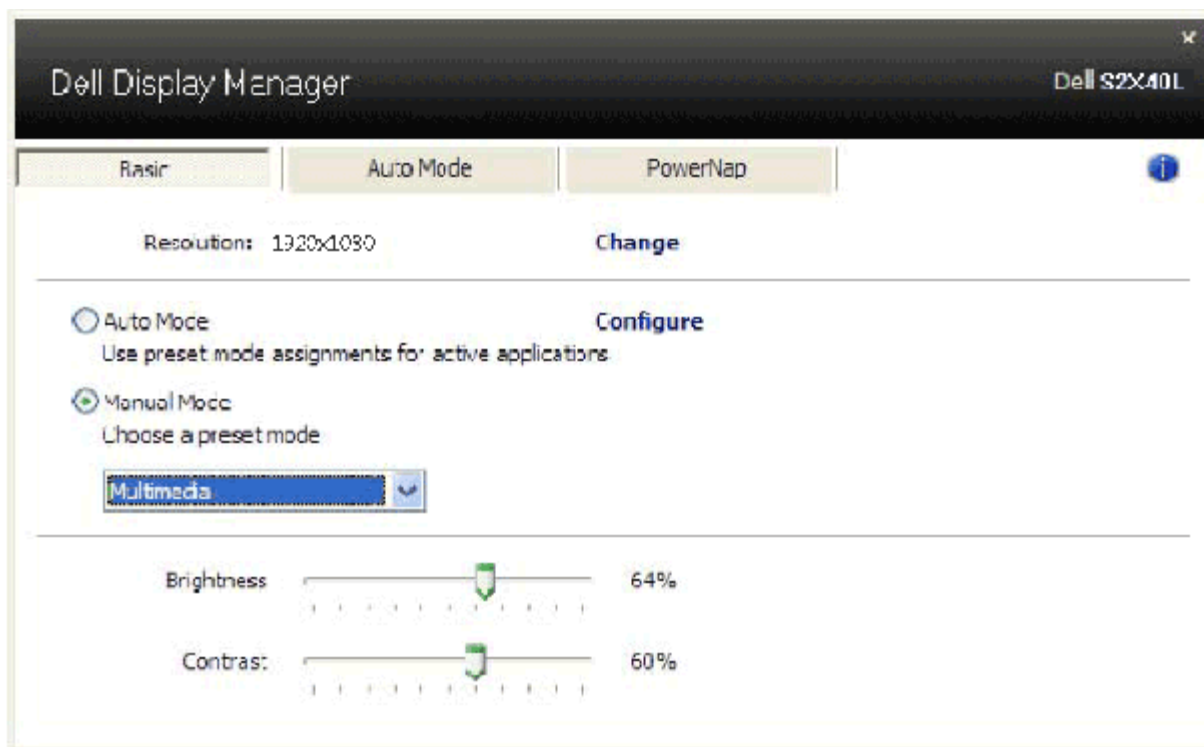 Dell Display Manager
Dell S2X40L
Basic
Auto Mode
PowerNap
Resolution: 1920x1080
Change
Auto Mode
Configure
Use preset mode assignments for active applications
Manual Mode
Choose a preset mode
Multimedia
Brightness
64%
Contrast
60%